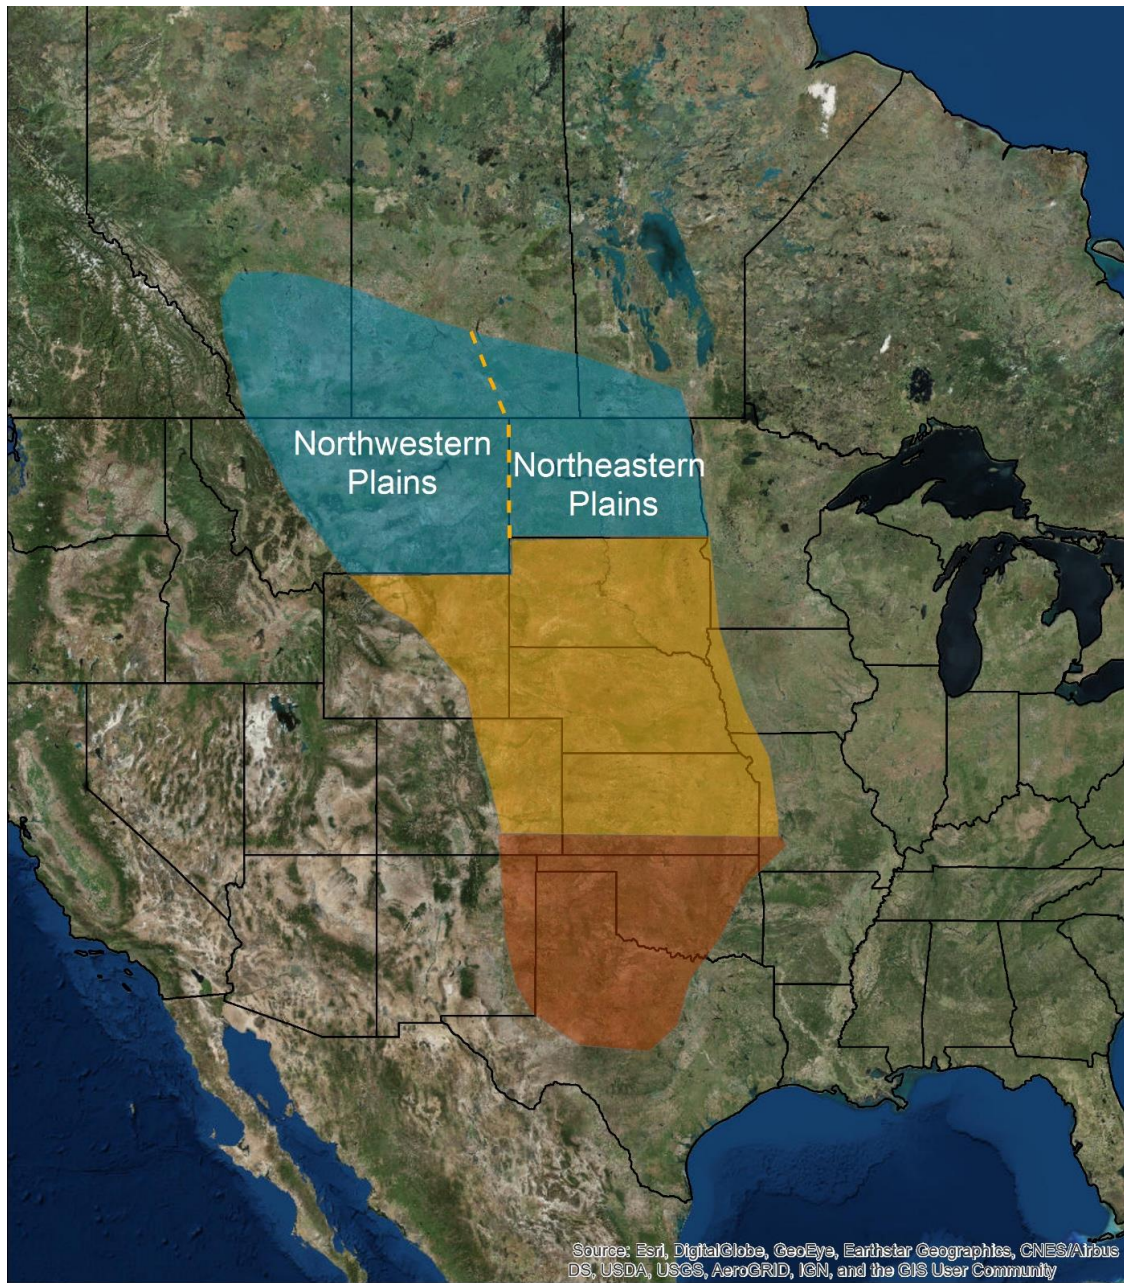 Northwestern
Plains
Northeastern
Plains
Source: Esri, DigitalGlobe, GeoEye, Earthstar Geographics, CNES/Airbus
DS, USDA, USGS, AeroGRID, IGN, and the GIS User Community